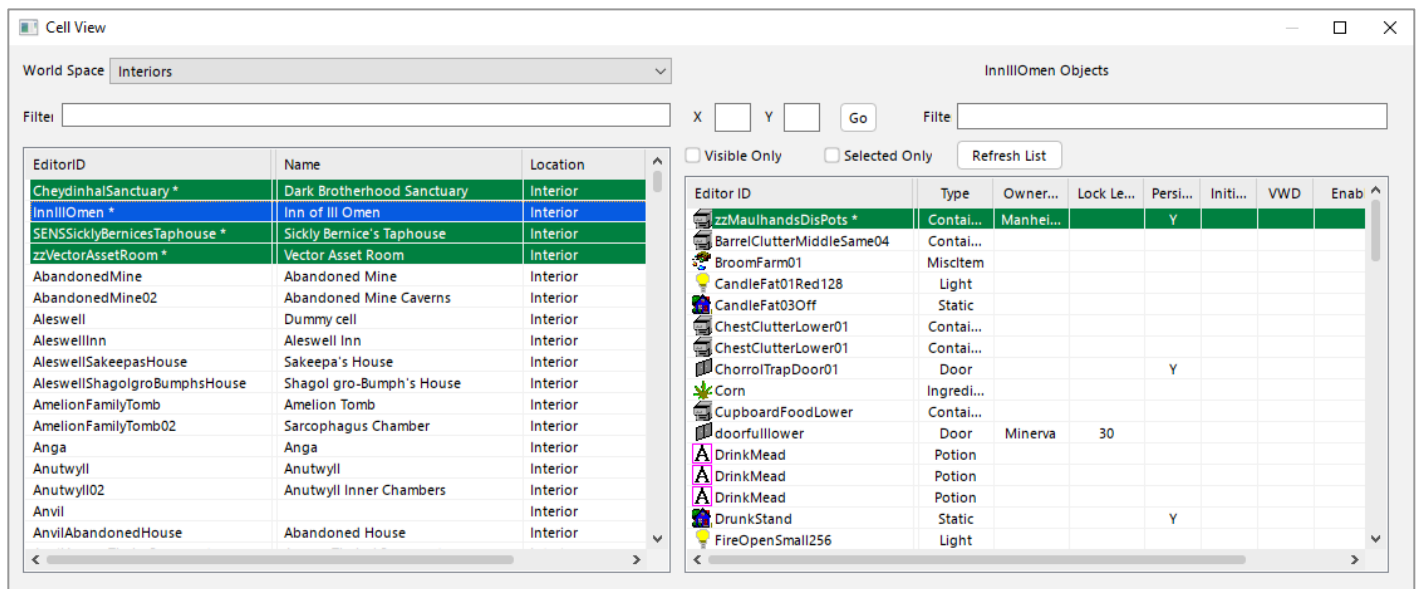 Cell View
World Space Interiors
InnIllOmen Objects
Filter
X Y Go Filte
Visible Only Selected Only Refresh List
EditorID Name Location
CheydinhalSanctuary * Dark Brotherhood Sanctuary Interior
InnIllOmen * Inn of Ill Omen Interior
SENSSicklyBernicesTaphouse * Sickly Bernice's Taphouse Interior
zzVectorAssetRoom * Vector Asset Room Interior
AbandonedMine Abandoned Mine Interior
AbandonedMine02 Abandoned Mine Caverns Interior
Aleswell Dummy cell Interior
AleswellInn Aleswell Inn Interior
AleswellSakeepasHouse Sakeepa's House Interior
AleswellShagolgroBumphsHouse Shagol gro-Bumph's House Interior
AmelionFamilyTomb Amelion Tomb Interior
AmelionFamilyTomb02 Sarcophagus Chamber Interior
Anga Anga Interior
Anutwyll Anutwyll Interior
Anutwyll02 Anutwyll Inner Chambers Interior
Anvil Interior
AnvilAbandonedHouse Abandoned House Interior
Editor ID Type Owner... Lock Le... Persi... Initi... VWD Enabl
zzMaulhandsDisPots * Contai... Manhei... Y
BarrelClutterMiddleSame04 Contai...
BroomFarm01 MiscItem
CandleFat01Red128 Light
CandleFat03Off Static
ChestClutterLower01 Contai...
ChestClutterLower01 Contai...
ChorrolTrapDoor01 Door Y
Corn Ingredi...
CupboardFoodLower Contai...
doorfulllower Door Minerva 30
A DrinkMead Potion
A DrinkMead Potion
A DrinkMead Potion
DrunkStand Static Y
FireOpenSmall256 Light